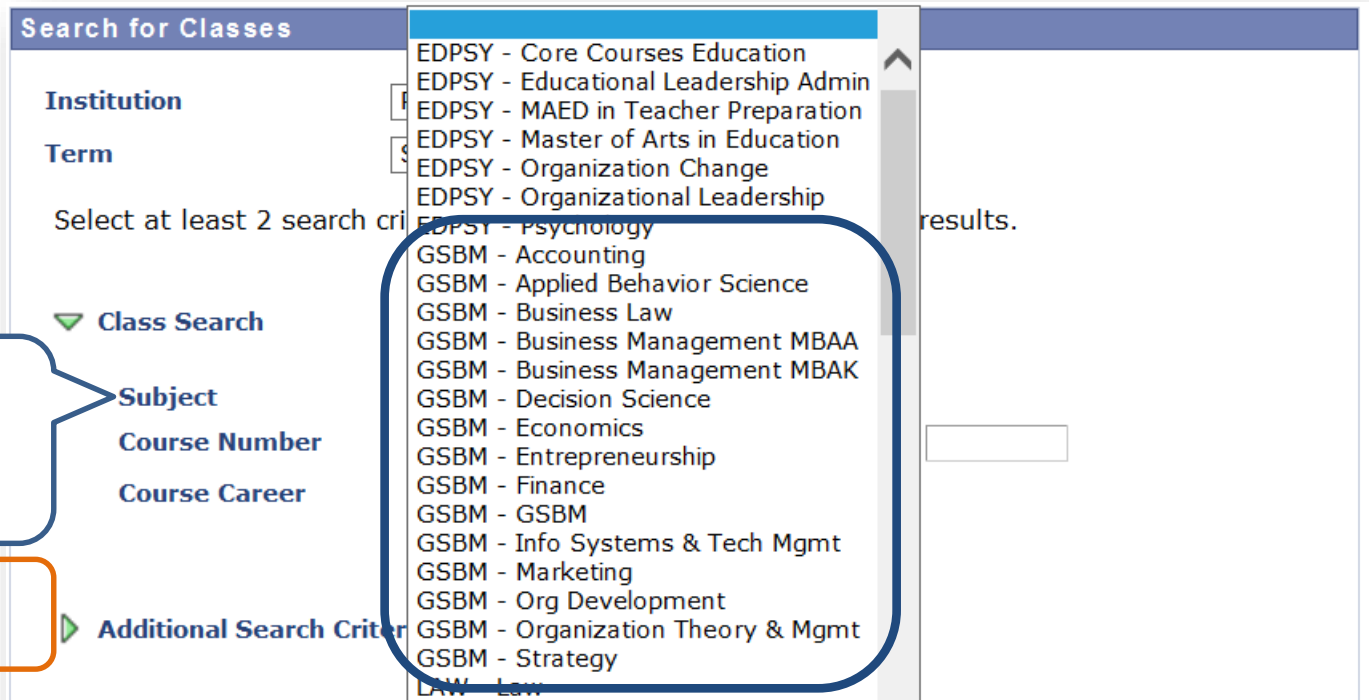 Search for Classes
Institution
Term
Select at least 2 search cri
results.
Class Search
Subject
Course Number
Course Career
Additional Search Criter
EDPSY - Core Courses Education
EDPSY - Educational Leadership Admin
EDPSY - MAED in Teacher Preparation
EDPSY - Master of Arts in Education
EDPSY - Organization Change
EDPSY - Organizational Leadership
EDPSY - Psychology
GSBM - Accounting
GSBM - Applied Behavior Science
GSBM - Business Law
GSBM - Business Management MBAA
GSBM - Business Management MBAK
GSBM - Decision Science
GSBM - Economics
GSBM - Entrepreneurship
GSBM - Finance
GSBM - GSBM
GSBM - Info Systems & Tech Mgmt
GSBM - Marketing
GSBM - Org Development
GSBM - Organization Theory & Mgmt
GSBM - Strategy
LAW - Law